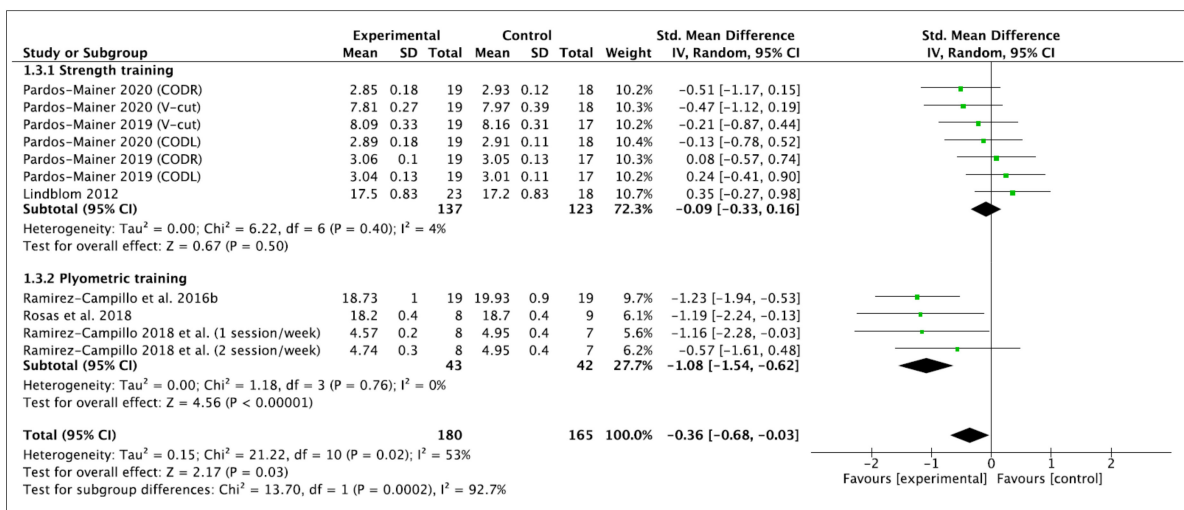 Experimental Control Std. Mean Difference Std. Mean Difference
Study or Subgroup Mean SD Total Mean SD Total Weight IV, Random, 95% CI IV, Random, 95% CI
1.3.1 Strength training
Pardos-Mainer 2020 (CODR) 2.85 0.18 19 2.93 0.12 18 10.2% -0.51 [-1.17, 0.15]
Pardos-Mainer 2020 (V-cut) 7.81 0.27 19 7.97 0.39 18 10.3% -0.47 [-1.12, 0.19]
Pardos-Mainer 2019 (V-cut) 8.09 0.33 19 8.16 0.31 17 10.2% -0.21 [-0.87, 0.44]
Pardos-Mainer 2020 (CODL) 2.89 0.18 19 2.91 0.11 18 10.4% -0.13 [-0.78, 0.52]
Pardos-Mainer 2019 (CODR) 3.06 0.1 19 3.05 0.13 17 10.3% 0.08 [-0.57, 0.74]
Pardos-Mainer 2019 (CODL) 3.04 0.13 19 3.01 0.11 17 10.2% 0.24 [-0.41, 0.90]
Lindblom 2012 17.5 0.83 23 17.2 0.83 18 10.7% 0.35 [-0.27, 0.98]
Subtotal (95% CI) 137 123 72.3% -0.09 [-0.33, 0.16]
Heterogeneity: Tau² = 0.00; Chi² = 6.22, df = 6 (P = 0.40); I² = 4%
Test for overall effect: Z = 0.67 (P = 0.50)
1.3.2 Plyometric training
Ramirez-Campillo et al. 2016b 18.73 1 19 19.93 0.9 19 9.7% -1.23 [-1.94, -0.53]
Rosas et al. 2018 18.2 0.4 8 18.7 0.4 9 6.1% -1.19 [-2.24, -0.13]
Ramirez-Campillo 2018 et al. (1 session/week) 4.57 0.2 8 4.95 0.4 7 5.6% -1.16 [-2.28, -0.03]
Ramirez-Campillo 2018 et al. (2 session/week) 4.74 0.3 8 4.95 0.4 7 6.2% -0.57 [-1.61, 0.48]
Subtotal (95% CI) 43 42 27.7% -1.08 [-1.54, -0.62]
Heterogeneity: Tau² = 0.00; Chi² = 1.18, df = 3 (P = 0.76); I² = 0%
Test for overall effect: Z = 4.56 (P < 0.00001)
Total (95% CI) 180 165 100.0% -0.36 [-0.68, -0.03]
Heterogeneity: Tau² = 0.15; Chi² = 21.22, df = 10 (P = 0.02); I² = 53%
Test for overall effect: Z = 2.17 (P = 0.03)
Test for subgroup differences: Chi² = 13.70, df = 1 (P = 0.0002), I² = 92.7%
-2 -1 0 1 2
Favours [experimental] Favours [control]